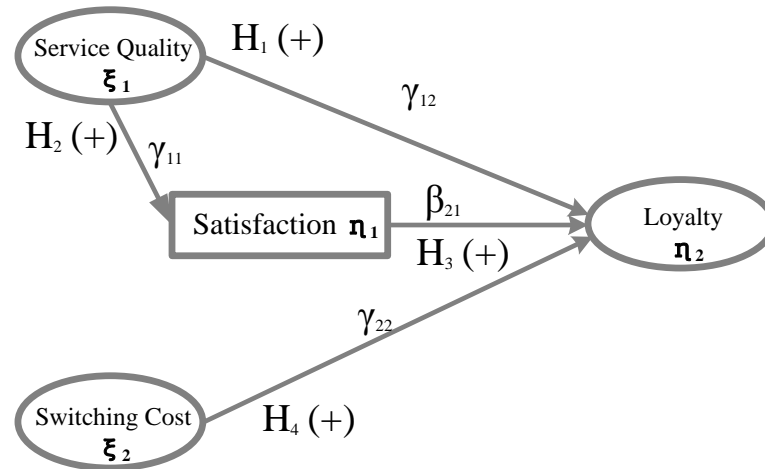 Service Quality
ξ₁
H₁ (+)
γ₁₂
H₂ (+)
γ₁₁
Satisfaction η₁
β₂₁
H₃ (+)
Loyalty
η₂
γ₂₂
Switching Cost
ξ₂
H₄ (+)